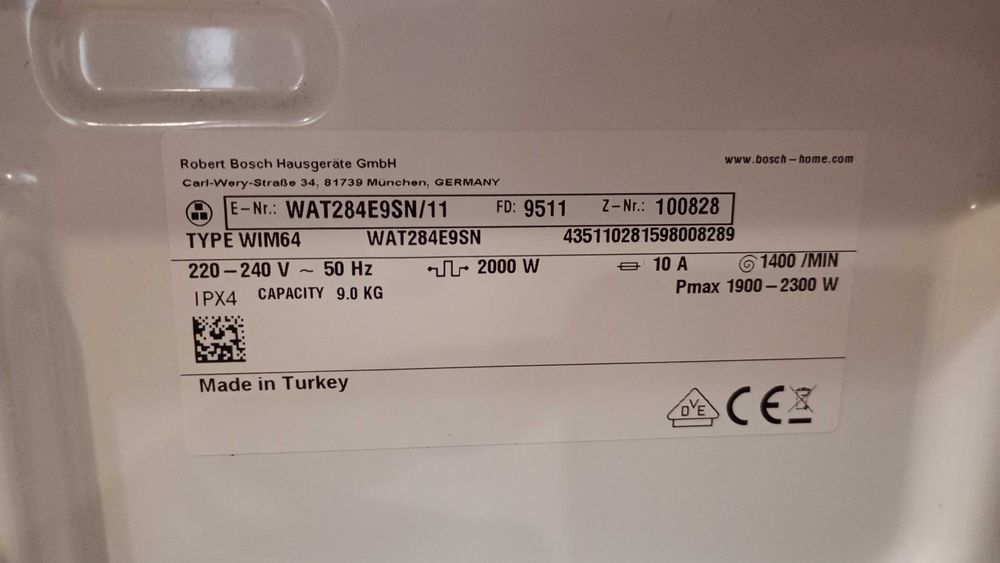 Robert Bosch Hausgeräte GmbH
www.bosch-home.com
Carl-Wery-Straße 34, 81739 München, GERMANY
E-Nr.: WAT284E9SN/11 FD: 9511 Z-Nr.: 100828
TYPE WIM64 WAT284E9SN 435110281598008289
220-240 V ~ 50 Hz 2000 W 10 A 1400 /MIN
IPX4 CAPACITY 9.0 KG Pmax 1900-2300 W
Made in Turkey
DVE CE